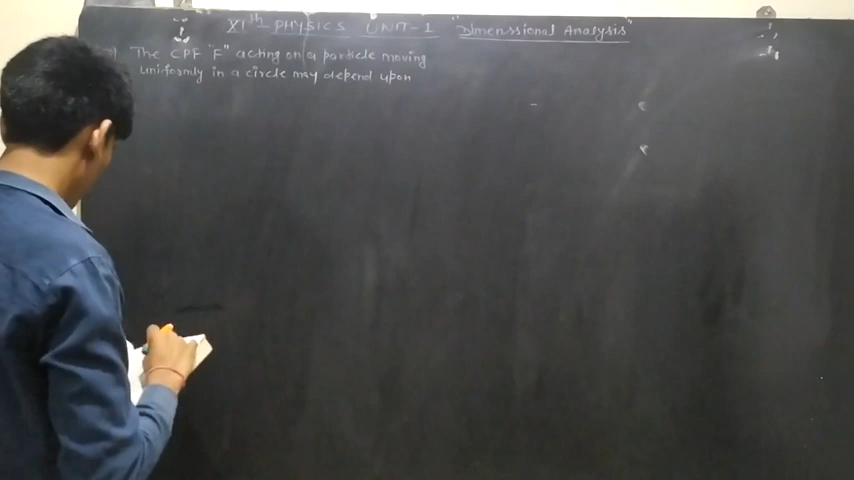 XIth PHYSICS UNIT-1 "Dimenssional Analysis"
The CPF "F" acting on a particle moving
uniformly in a circle may depend upon